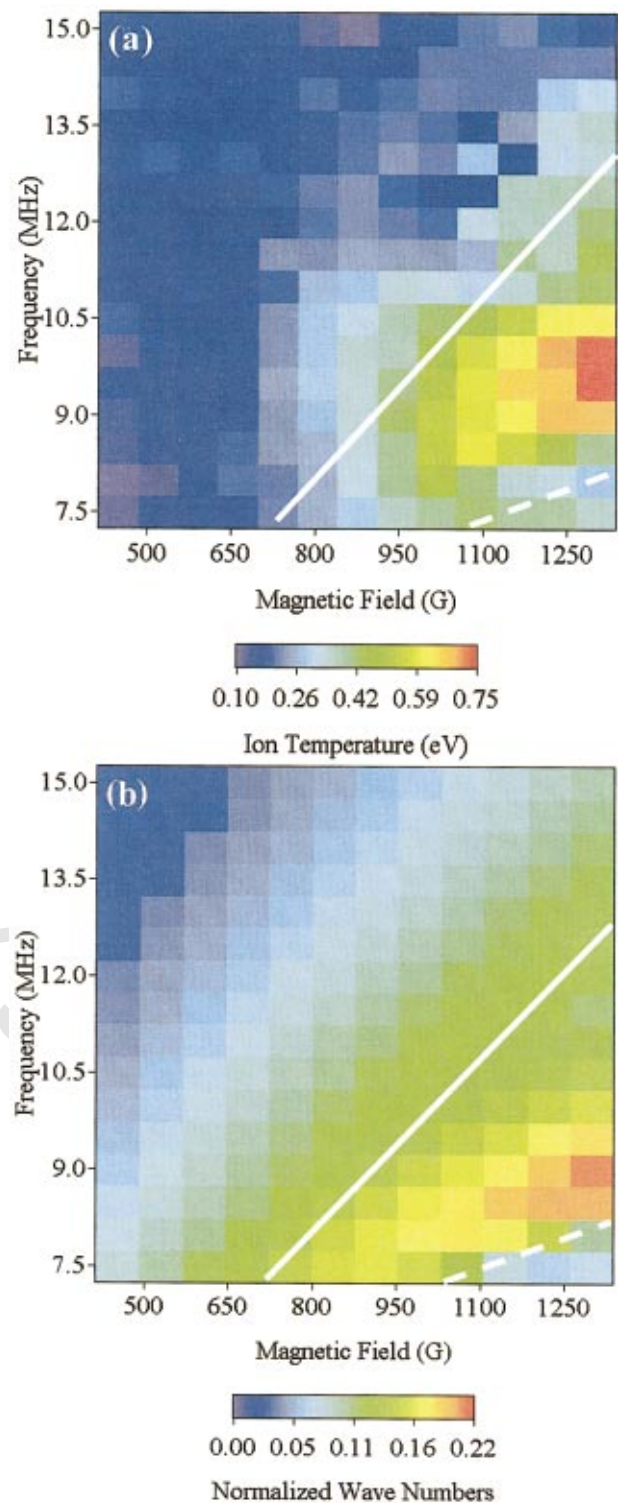 (a)
15.0
13.5
12.0
10.5
9.0
7.5
Frequency (MHz)
500 650 800 950 1100 1250
Magnetic Field (G)
0.10 0.26 0.42 0.59 0.75
Ion Temperature (eV)
(b)
15.0
13.5
12.0
10.5
9.0
7.5
Frequency (MHz)
500 650 800 950 1100 1250
Magnetic Field (G)
0.00 0.05 0.11 0.16 0.22
Normalized Wave Numbers